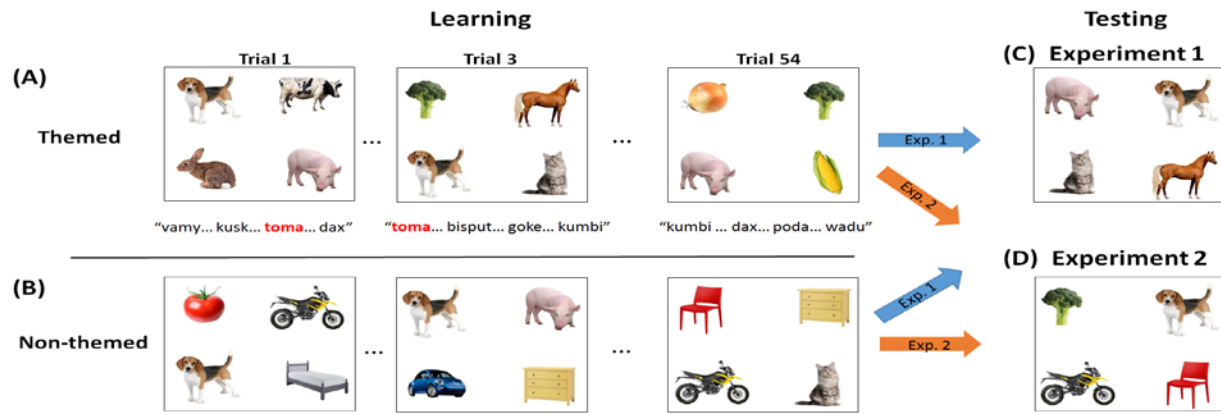 Learning
Testing
Trial 1
Trial 3
Trial 54
(A)
(C) Experiment 1
Themed
...
...
Exp. 1
Exp. 2
“vamy... kusk... toma... dax”
“toma... bisput... goke... kumbi”
“kumbi ... dax... poda... wadu”
(B)
(D) Experiment 2
Non-themed
...
...
Exp. 1
Exp. 2